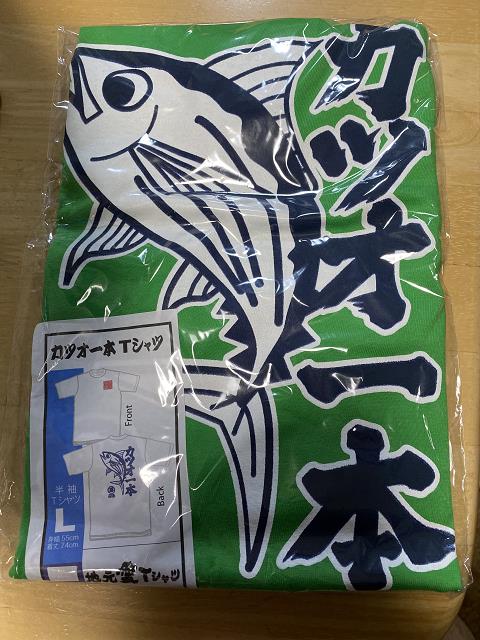 カツオ一本
カツオ一本Tシャツ
Front
カツオ一本
Back
半袖
Tシャツ
L
身幅 55cm
着丈 74cm
地元愛Tシャツ